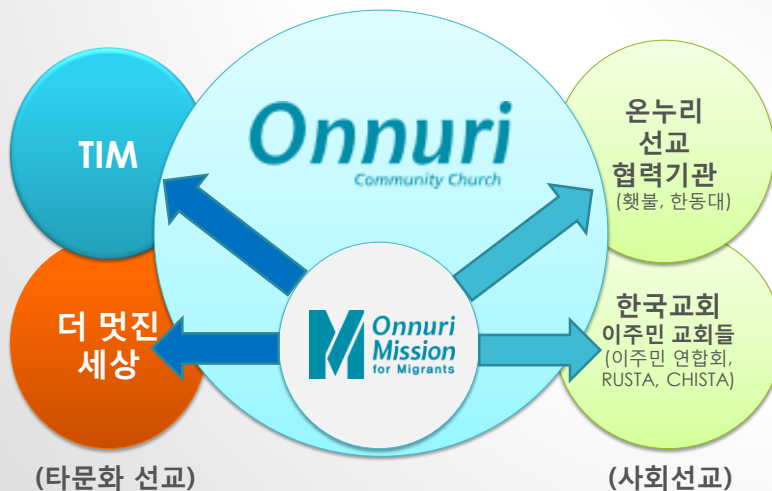 Onnuri
Community Church
TIM
더 멋진
세상
(타문화 선교)
Onnuri
Mission
for Migrants
온누리
선교
협력기관
(횃불, 한동대)
한국교회
이주민 교회들
(이주민 연합회,
RUSTA, CHISTA)
(사회선교)